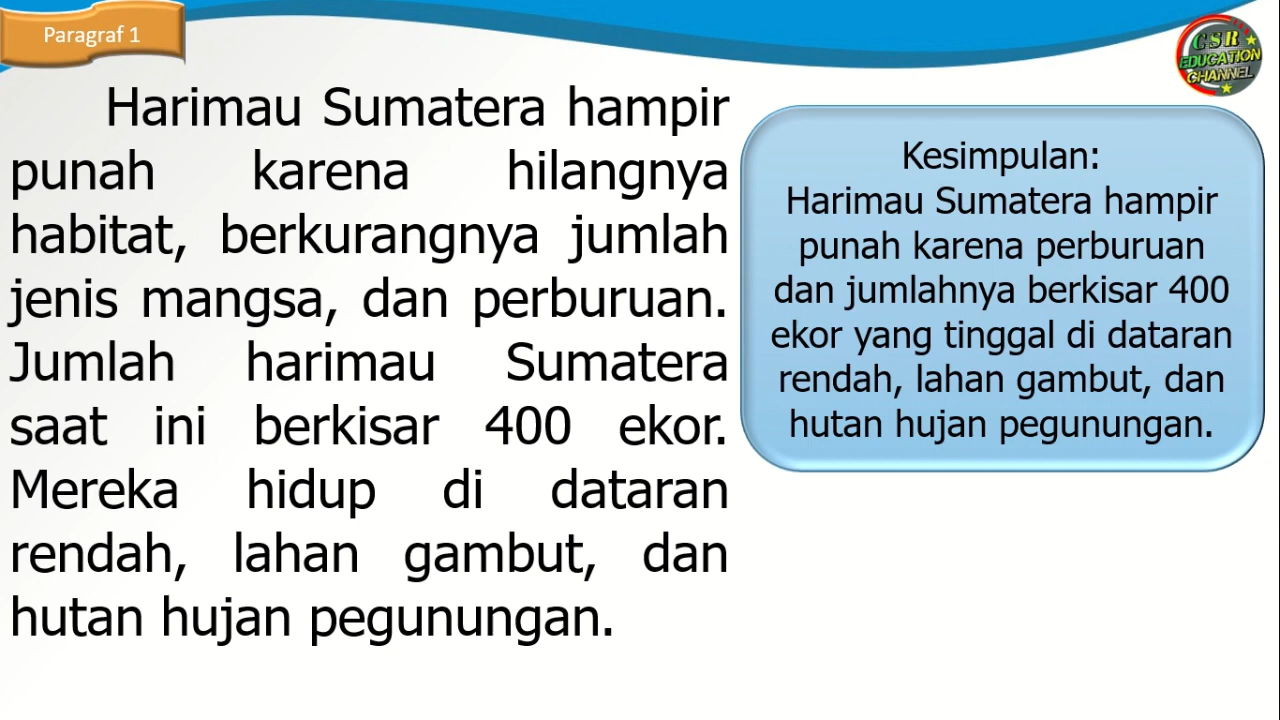 Paragraf 1
GSR
EDUCATION
CHANNEL
Harimau Sumatera hampir
punah karena hilangnya
habitat, berkurangnya jumlah
jenis mangsa, dan perburuan.
Jumlah harimau Sumatera
saat ini berkisar 400 ekor.
Mereka hidup di dataran
rendah, lahan gambut, dan
hutan hujan pegunungan.
Kesimpulan:
Harimau Sumatera hampir
punah karena perburuan
dan jumlahnya berkisar 400
ekor yang tinggal di dataran
rendah, lahan gambut, dan
hutan hujan pegunungan.